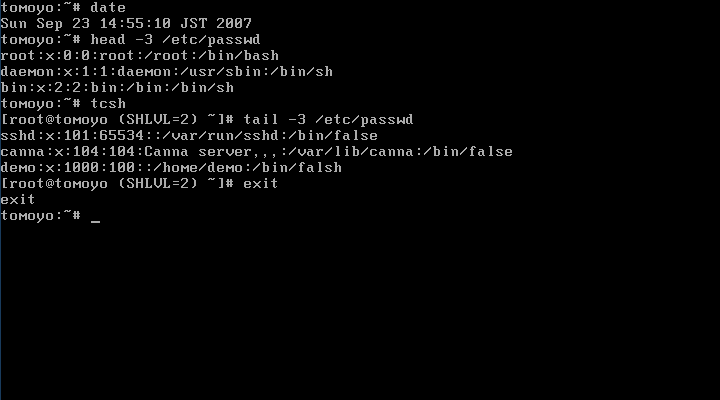 tomoyo:~# date
Sun Sep 23 14:55:10 JST 2007
tomoyo:~# head -3 /etc/passwd
root:x:0:0:root:/root:/bin/bash
daemon:x:1:1:daemon:/usr/sbin:/bin/sh
bin:x:2:2:bin:/bin:/bin/sh
tomoyo:~# tcsh
[root@tomoyo (SHLVL=2) ~]# tail -3 /etc/passwd
sshd:x:101:65534::/var/run/sshd:/bin/false
canna:x:104:104:Canna server,,,:/var/lib/canna:/bin/false
demo:x:1000:100::/home/demo:/bin/falsh
[root@tomoyo (SHLVL=2) ~]# exit
exit
tomoyo:~# _